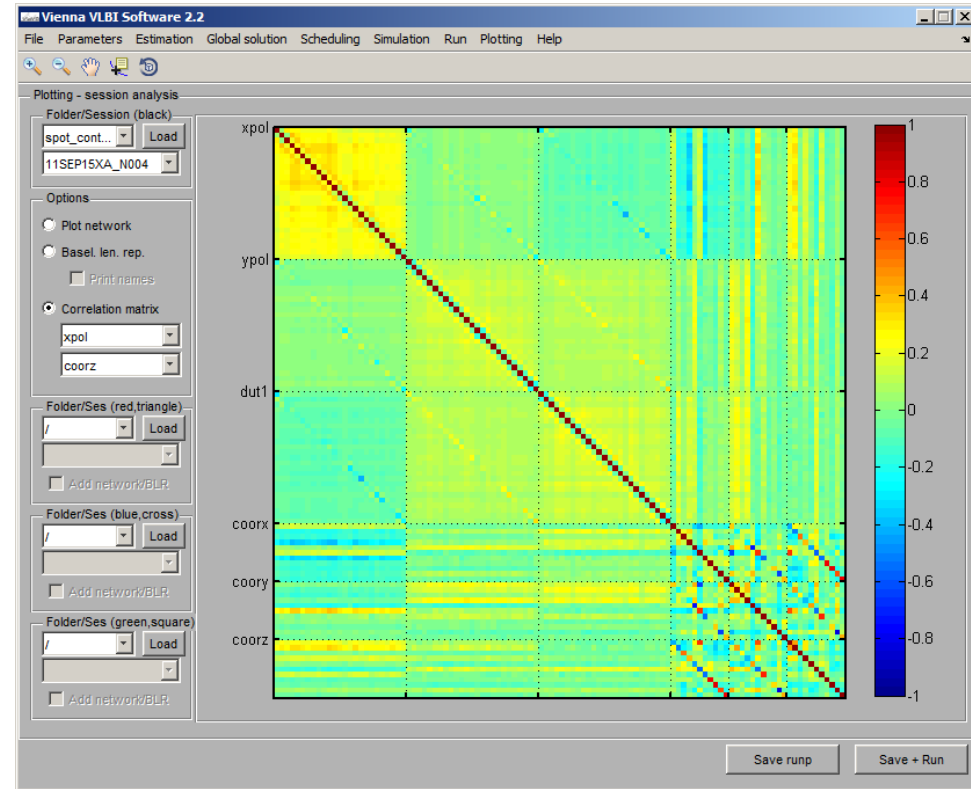 Vienna VLBI Software 2.2
File Parameters Estimation Global solution Scheduling Simulation Run Plotting Help
Plotting - session analysis
Folder/Session (black)
spot_cont... Load
11SEP15XA_N004
Options
Plot network
Basel. len. rep.
Print names
Correlation matrix
xpol
coorz
Folder/Ses (red,triangle)
/ Load
Add network/BLR
Folder/Ses (blue,cross)
/ Load
Add network/BLR
Folder/Ses (green,square)
/ Load
Add network/BLR
xpol
ypol
dut1
coorx
coory
coorz
1
0.8
0.6
0.4
0.2
0
-0.2
-0.4
-0.6
-0.8
-1
Save runp Save + Run